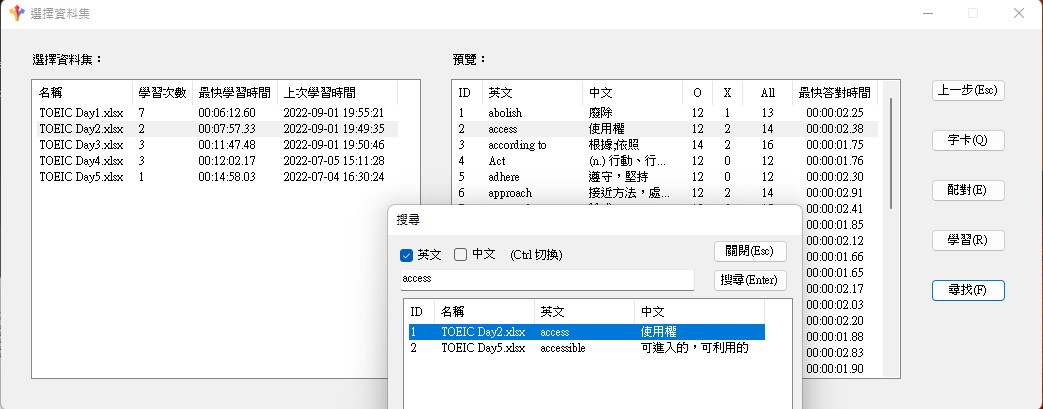 選擇資料集
選擇資料集：
名稱 學習次數 最快學習時間 上次學習時間
TOEIC Day1.xlsx 7 00:06:12.60 2022-09-01 19:55:21
TOEIC Day2.xlsx 2 00:07:57.33 2022-09-01 19:49:35
TOEIC Day3.xlsx 3 00:11:47.48 2022-09-01 19:50:46
TOEIC Day4.xlsx 3 00:12:02.17 2022-07-05 15:11:28
TOEIC Day5.xlsx 1 00:14:58.03 2022-07-04 16:30:24
預覽：
ID 英文 中文 O X All 最快答對時間
1 abolish 廢除 12 1 13 00:00:02.25
2 access 使用權 12 2 14 00:00:02.38
3 according to 根據;依照 14 2 16 00:00:01.75
4 Act (n.) 行動、行... 12 0 12 00:00:01.76
5 adhere 遵守，堅持 12 0 12 00:00:02.30
6 approach 接近方法，處... 12 2 14 00:00:02.91
00:00:02.41
00:00:01.85
00:00:02.12
00:00:01.66
00:00:01.65
00:00:02.17
00:00:02.03
00:00:02.20
00:00:01.88
00:00:02.83
00:00:01.90
上一步(Esc)
字卡(Q)
配對(E)
學習(R)
尋找(F)
搜尋
英文 中文 (Ctrl 切換) 關閉(Esc)
access 搜尋(Enter)
ID 名稱 英文 中文
1 TOEIC Day2.xlsx access 使用權
2 TOEIC Day5.xlsx accessible 可進入的，可利用的